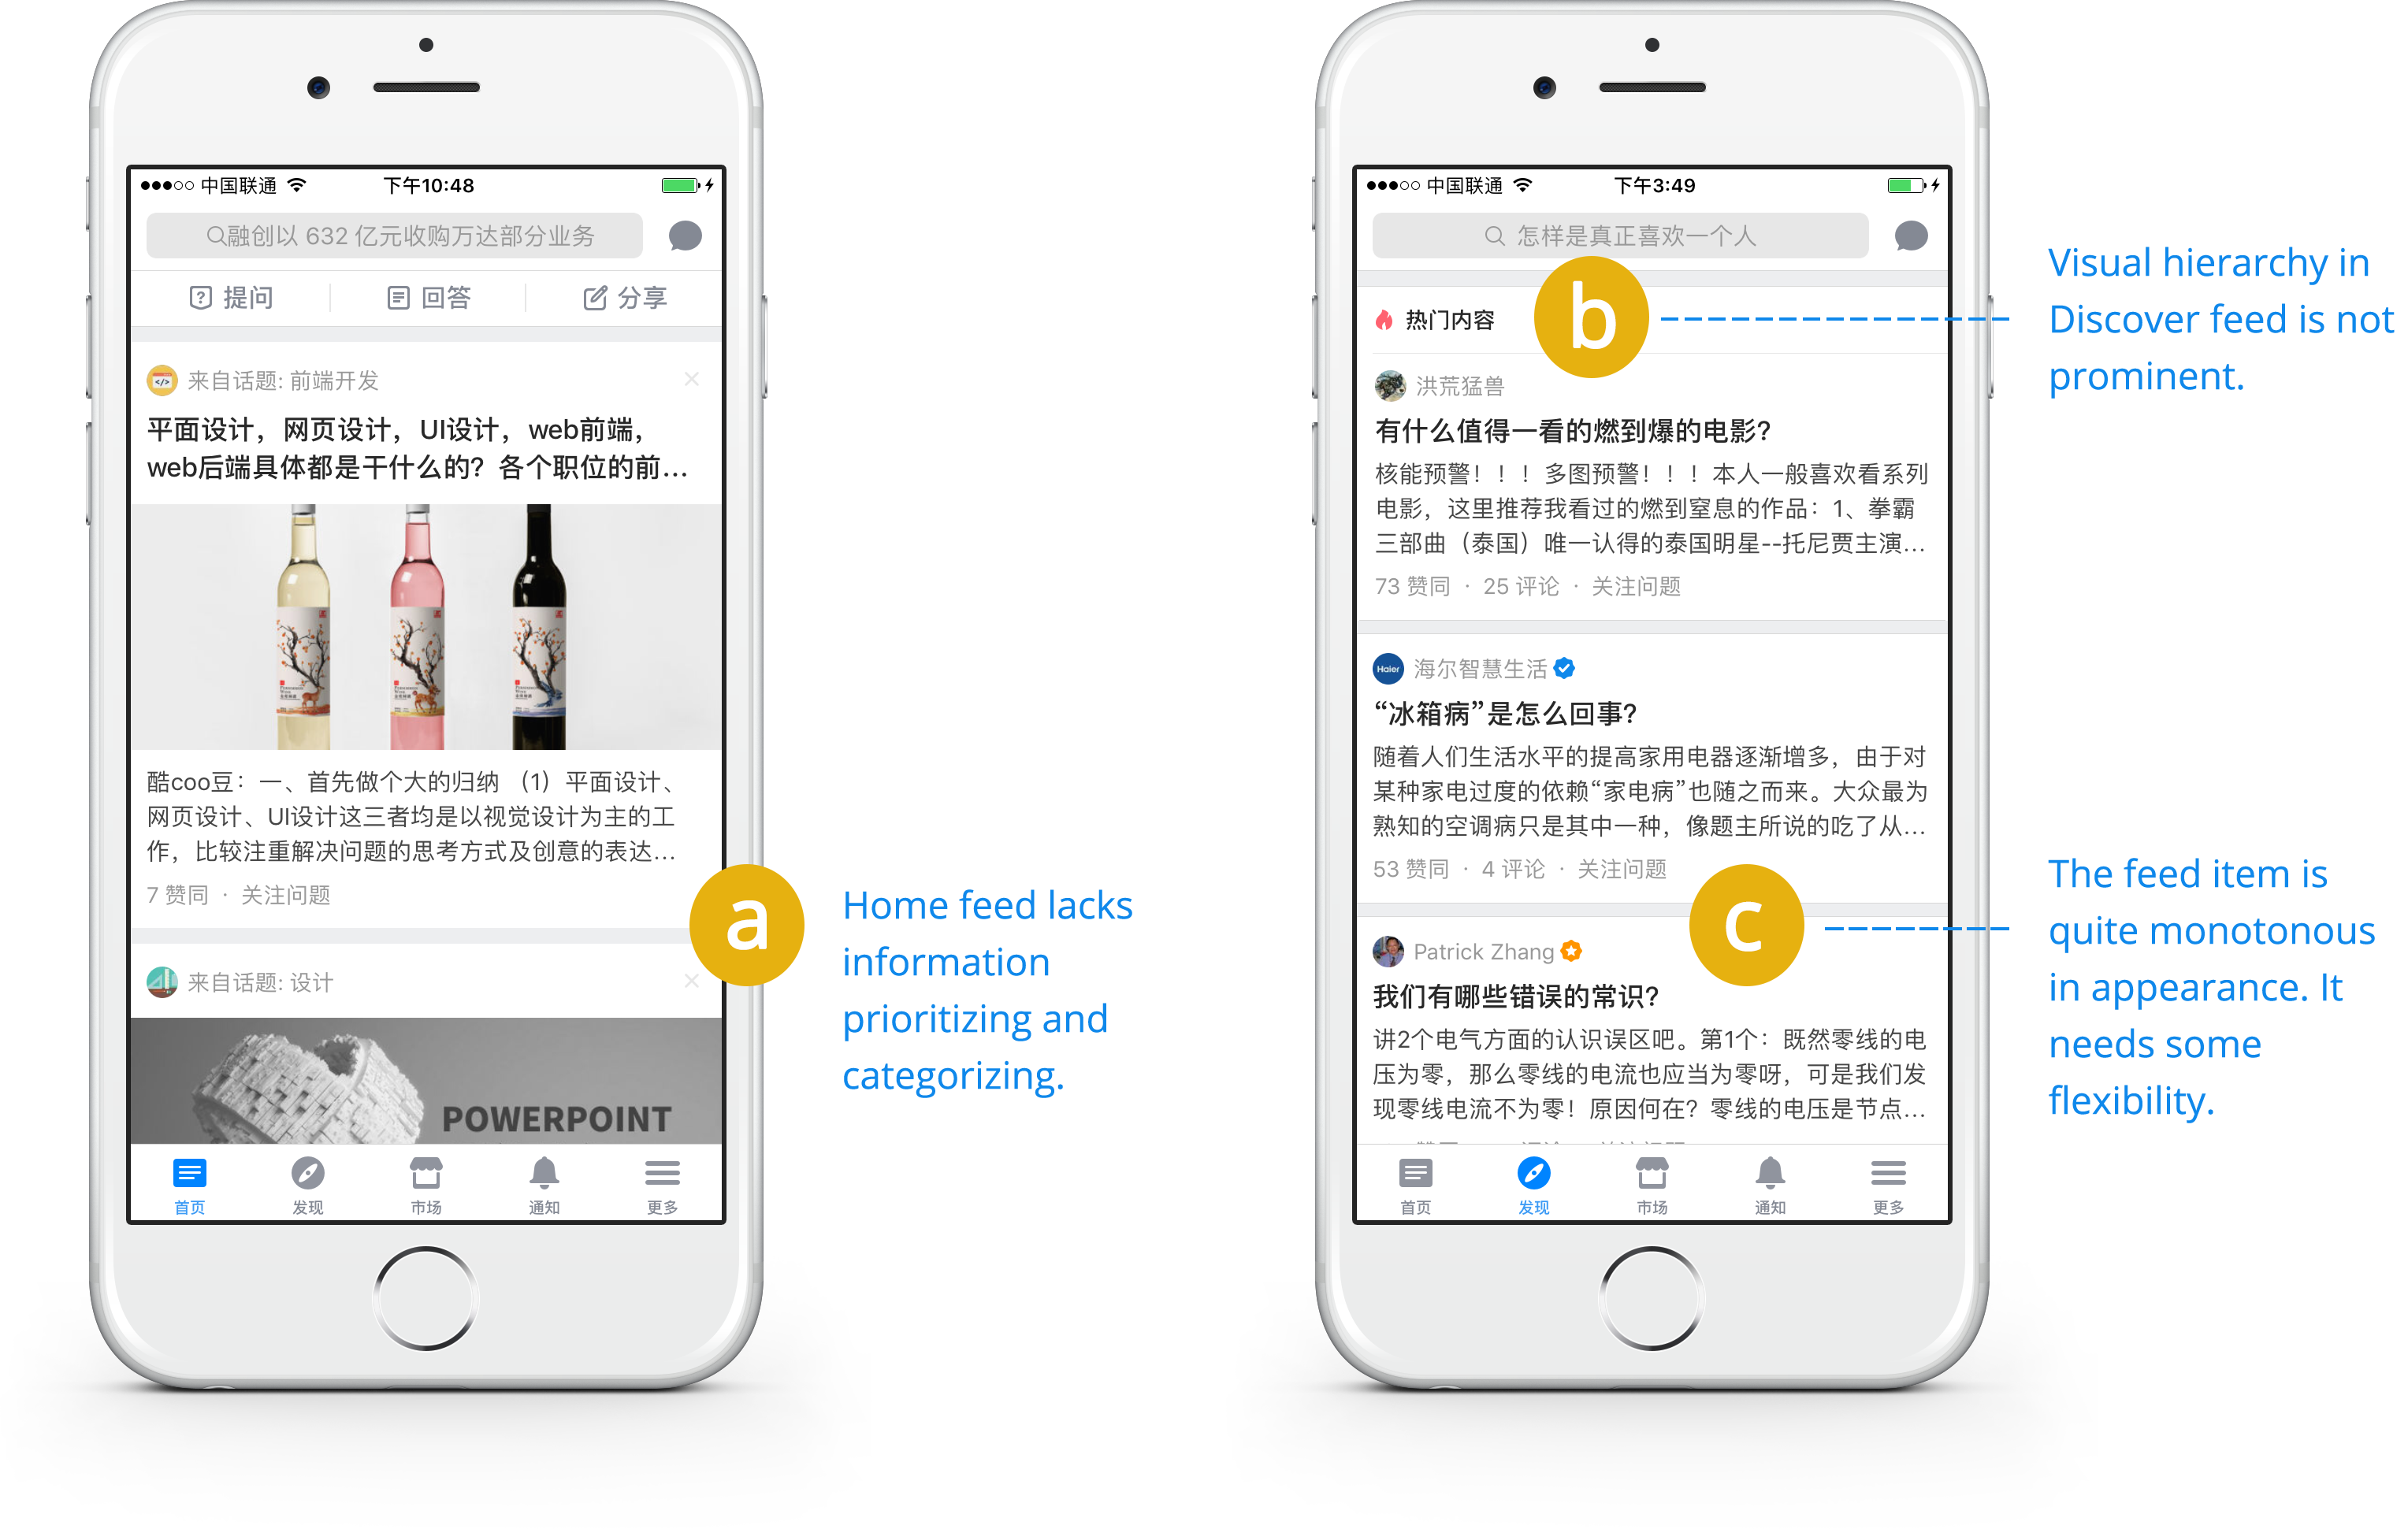 中国联通
下午10:48
融创以 632 亿元收购万达部分业务
提问
回答
分享
来自话题: 前端开发
平面设计，网页设计，UI设计，web前端，
web后端具体都是干什么的？各个职位的前...
酷coo豆：一、首先做个大的归纳 （1）平面设计、
网页设计、UI设计这三者均是以视觉设计为主的工
作，比较注重解决问题的思考方式及创意的表达...
7 赞同 · 关注问题
来自话题: 设计
POWERPOINT
首页
发现
市场
通知
更多
a
Home feed lacks
information
prioritizing and
categorizing.
中国联通
下午3:49
怎样是真正喜欢一个人
热门内容
b
洪荒猛兽
有什么值得一看的燃到爆的电影？
核能预警！！！多图预警！！！本人一般喜欢看系列
电影，这里推荐我看过的燃到窒息的作品：1、拳霸
三部曲（泰国）唯一认得的泰国明星--托尼贾主演...
73 赞同 · 25 评论 · 关注问题
Haier
海尔智慧生活
“冰箱病”是怎么回事？
随着人们生活水平的提高家用电器逐渐增多，由于对
某种家电过度的依赖“家电病”也随之而来。大众最为
熟知的空调病只是其中一种，像题主所说的吃了从...
53 赞同 · 4 评论 · 关注问题
c
Patrick Zhang
我们有哪些错误的常识？
讲2个电气方面的认识误区吧。第1个：既然零线的电
压为零，那么零线的电流也应当为零呀，可是我们发
现零线电流不为零！原因何在？零线的电压是节点...
首页
发现
市场
通知
更多
Visual hierarchy in
Discover feed is not
prominent.
The feed item is
quite monotonous
in appearance. It
needs some
flexibility.